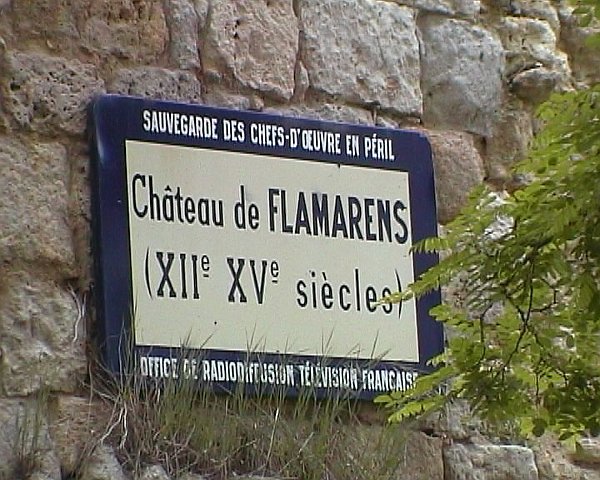 SAUVEGARDE DES CHEFS-D'ŒUVRE EN PÉRIL
Château de FLAMARENS
(XIIe XVe siècles)
OFFICE DE RADIODIFFUSION TÉLÉVISION FRANÇAISE